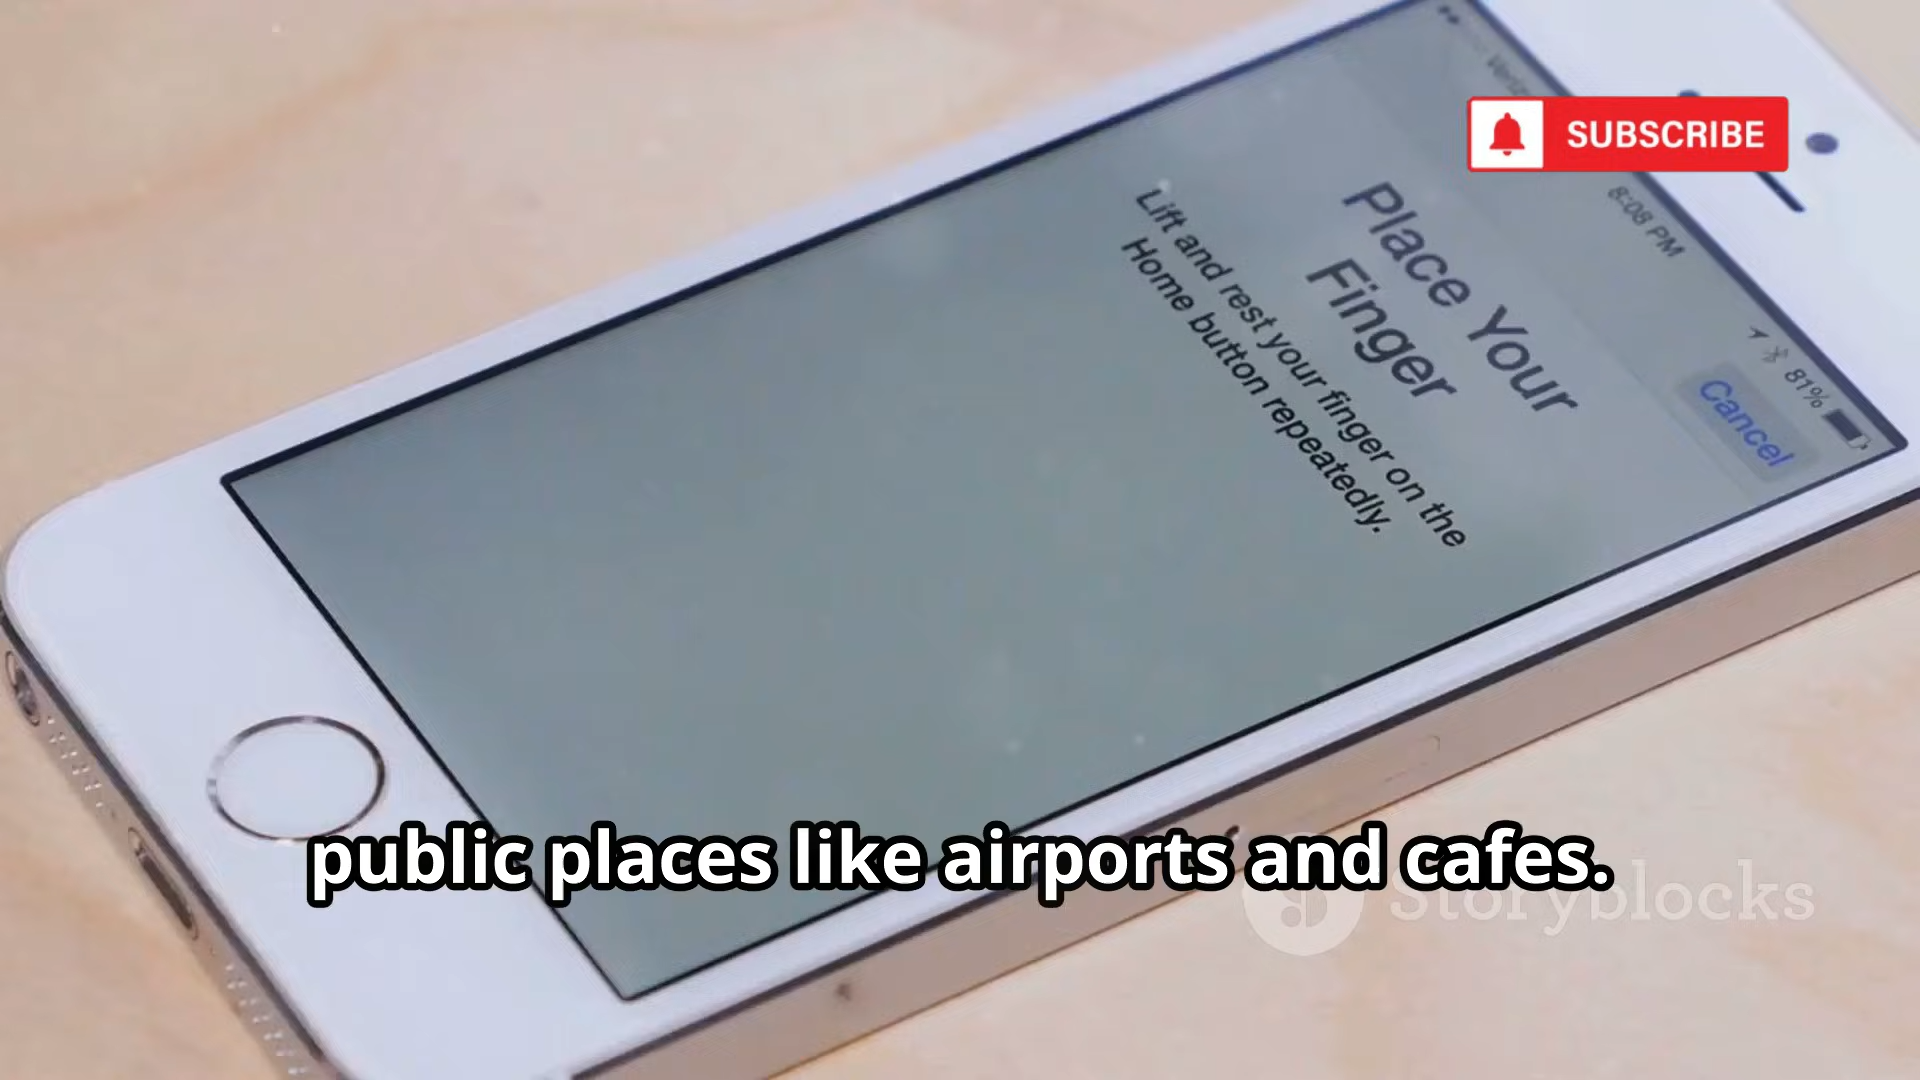 SUBSCRIBE
8:08 PM
81%
Cancel
Place Your
Finger
Lift and rest your finger on the
Home button repeatedly.
public places like airports and cafes.
Storyblocks